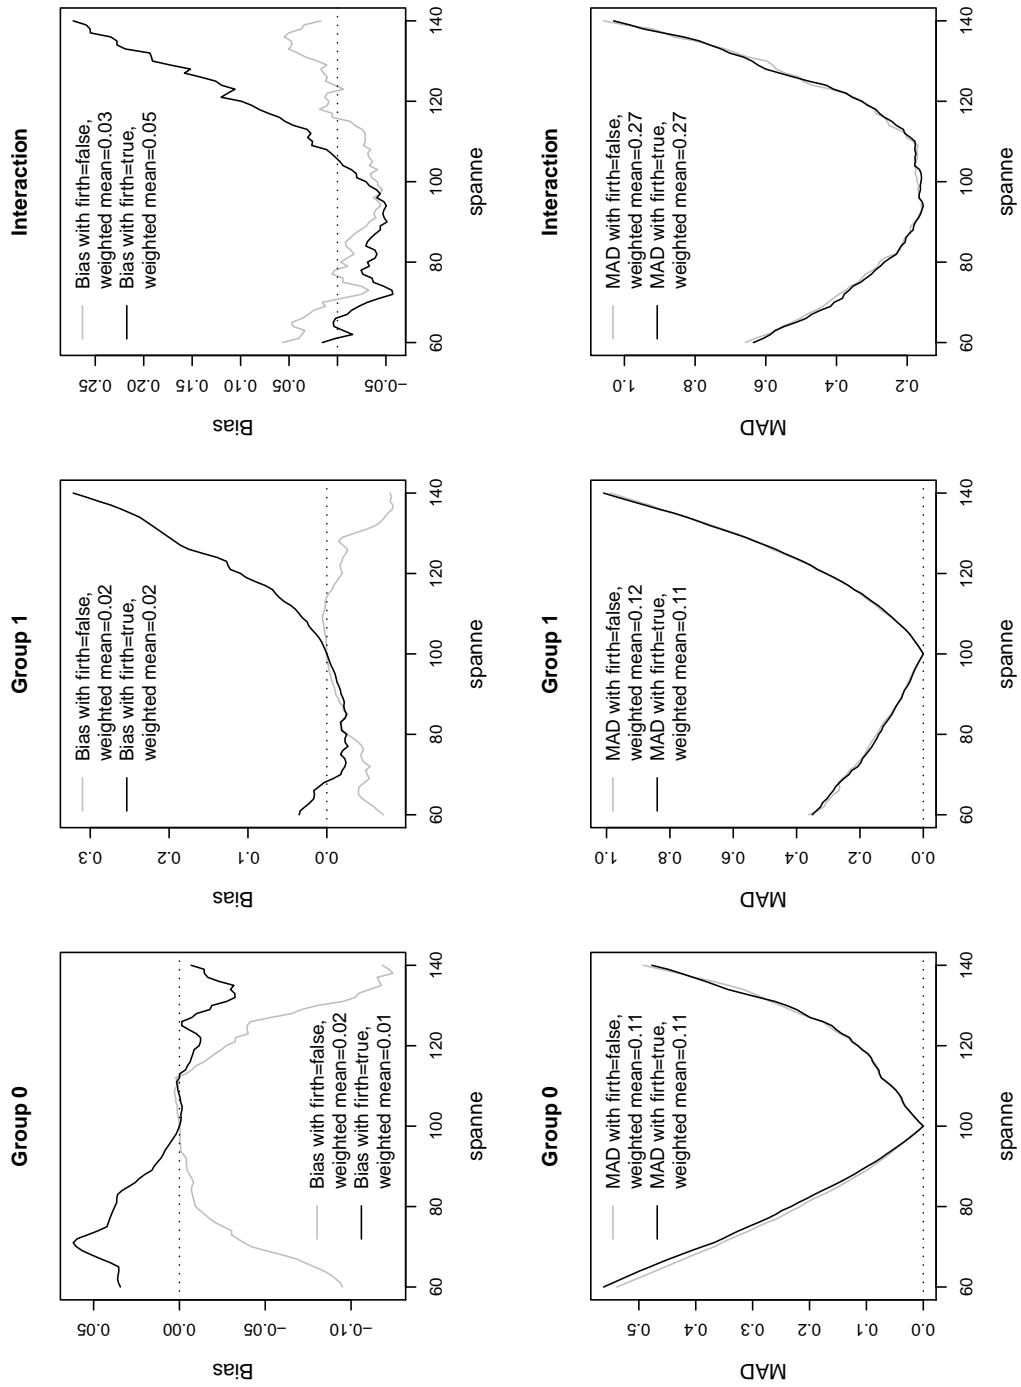 Group 0
Bias
0.05
0.00
−0.05
−0.10
Bias with firth=false,
weighted mean=0.02
Bias with firth=true,
weighted mean=0.01
60 80 100 120 140
spanne
Group 1
Bias
0.3
0.2
0.1
0.0
Bias with firth=false,
weighted mean=0.02
Bias with firth=true,
weighted mean=0.02
60 80 100 120 140
spanne
Interaction
Bias
0.25
0.20
0.15
0.10
0.05
−0.05
Bias with firth=false,
weighted mean=0.03
Bias with firth=true,
weighted mean=0.05
60 80 100 120 140
spanne
Group 0
MAD
0.5
0.4
0.3
0.2
0.1
0.0
MAD with firth=false,
weighted mean=0.11
MAD with firth=true,
weighted mean=0.11
60 80 100 120 140
spanne
Group 1
MAD
1.0
0.8
0.6
0.4
0.2
0.0
MAD with firth=false,
weighted mean=0.12
MAD with firth=true,
weighted mean=0.11
60 80 100 120 140
spanne
Interaction
MAD
1.0
0.8
0.6
0.4
0.2
MAD with firth=false,
weighted mean=0.27
MAD with firth=true,
weighted mean=0.27
60 80 100 120 140
spanne